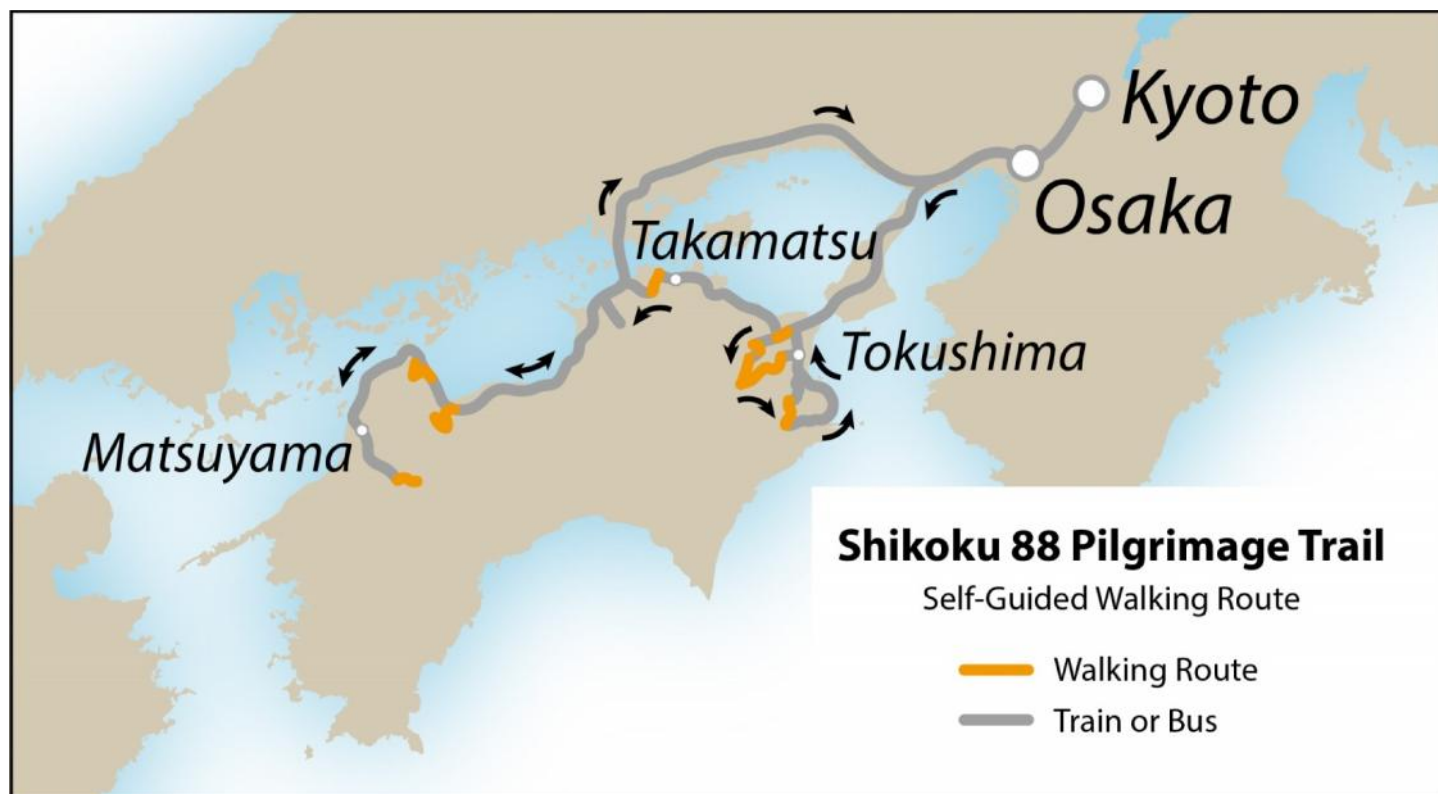 Kyoto
Osaka
Takamatsu
Tokushima
Matsuyama
Shikoku 88 Pilgrimage Trail
Self-Guided Walking Route
Walking Route
Train or Bus